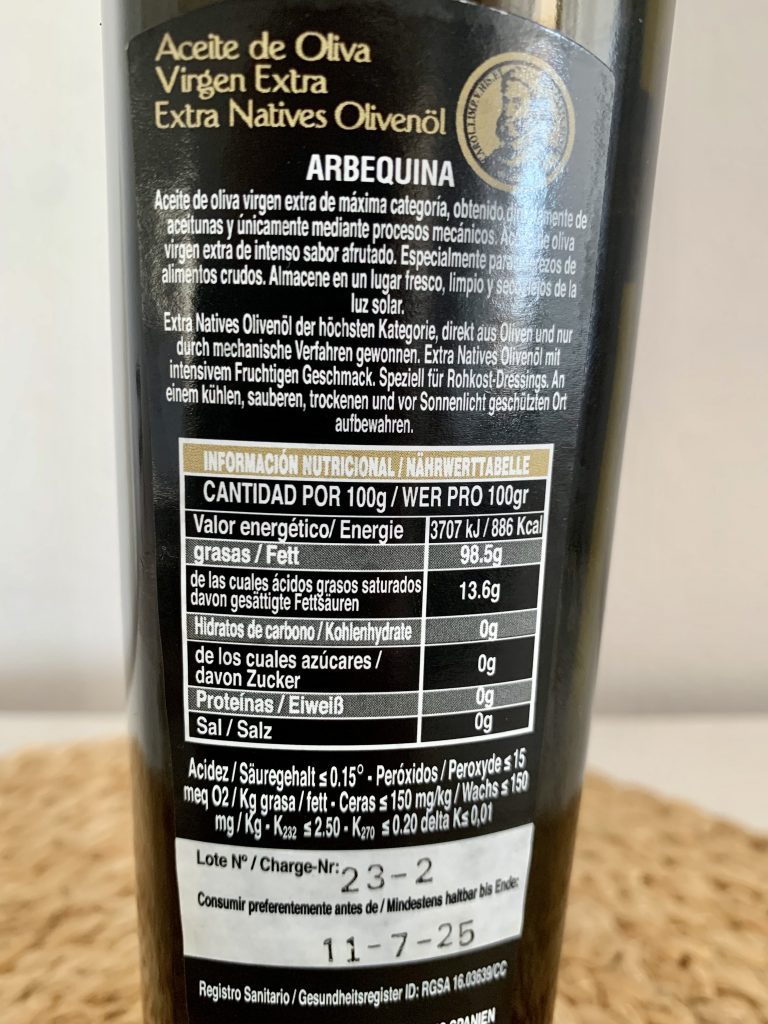 Aceite de Oliva
Virgen Extra
Extra Natives Olivenöl
ARBEQUINA
Aceite de oliva virgen extra de máxima categoría, obtenido directamente de
aceitunas y únicamente mediante procesos mecánicos. Aceite de oliva
virgen extra de intenso sabor afrutado. Especialmente para aderezos de
alimentos crudos. Almacene en un lugar fresco, limpio y seco lejos de la
luz solar.
Extra Natives Olivenöl der höchsten Kategorie, direkt aus Oliven und nur
durch mechanische Verfahren gewonnen. Extra Natives Olivenöl mit
intensivem Fruchtigen Geschmack. Speziell für Rohkost-Dressings. An
einem kühlen, sauberen, trockenen und vor Sonnenlicht geschützten Ort
aufbewahren.
INFORMACIÓN NUTRICIONAL / NÄHRWERTTABELLE
CANTIDAD POR 100g / WER PRO 100gr
Valor energético/ Energie 3707 kJ / 886 Kcal
grasas / Fett 98.5g
de las cuales ácidos grasos saturados
davon gesättigte Fettsäuren 13.6g
Hidratos de carbono / Kohlenhydrate 0g
de los cuales azúcares /
davon Zucker 0g
Proteínas / Eiweiß 0g
Sal / Salz 0g
Acidez / Säuregehalt ≤ 0.15° - Peróxidos / Peroxyde ≤ 15
meq O2 / Kg grasa / fett - Ceras ≤ 150 mg/kg / Wachs ≤ 150
mg / Kg - K232 ≤ 2.50 - K270 ≤ 0.20 delta K≤ 0,01
Lote Nº / Charge-Nr: 23-2
Consumir preferentemente antes de / Mindestens haltbar bis Ende:
11-7-25
Registro Sanitario / Gesundheitsregister ID: RGSA 16.03639/CC
SPANIEN